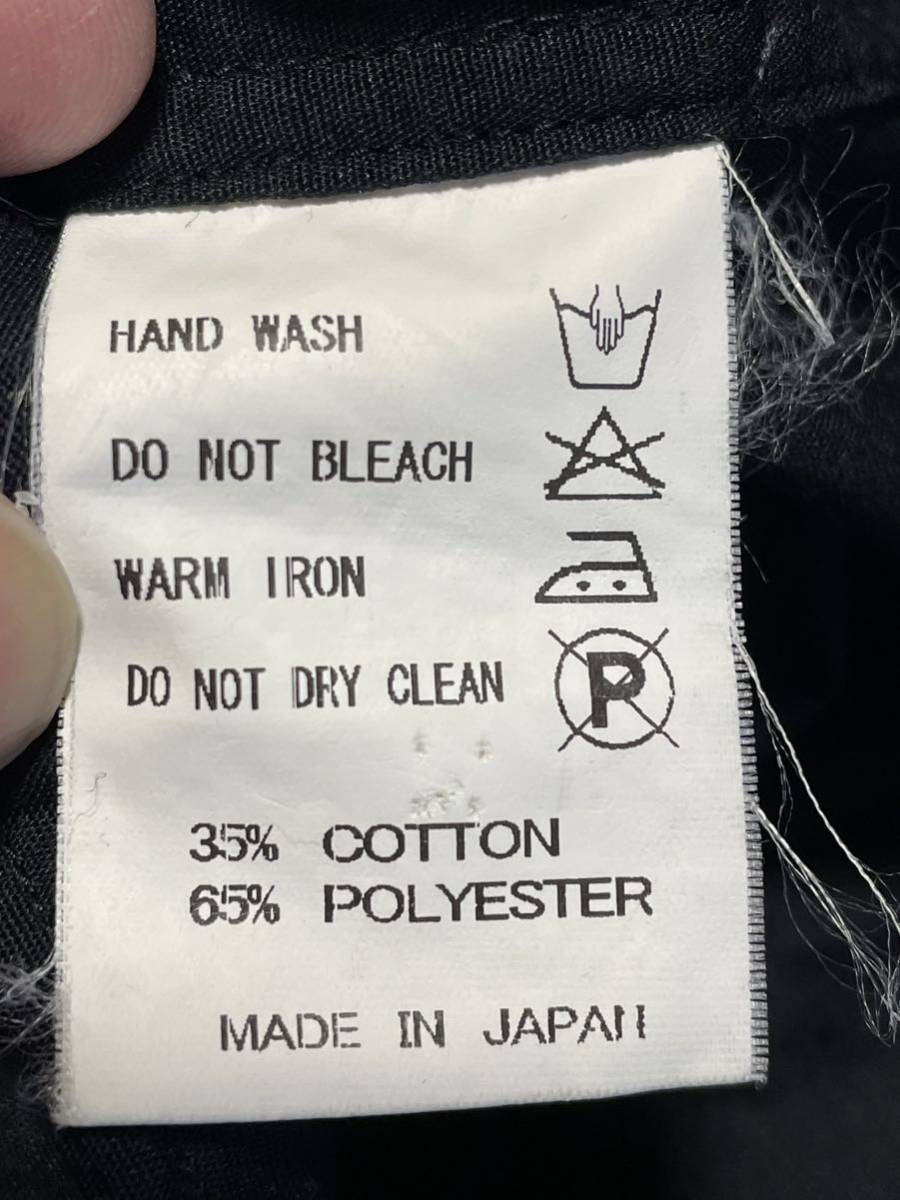 HAND WASH
DO NOT BLEACH
WARM IRON
DO NOT DRY CLEAN
P
35% COTTON
65% POLYESTER
MADE IN JAPAN